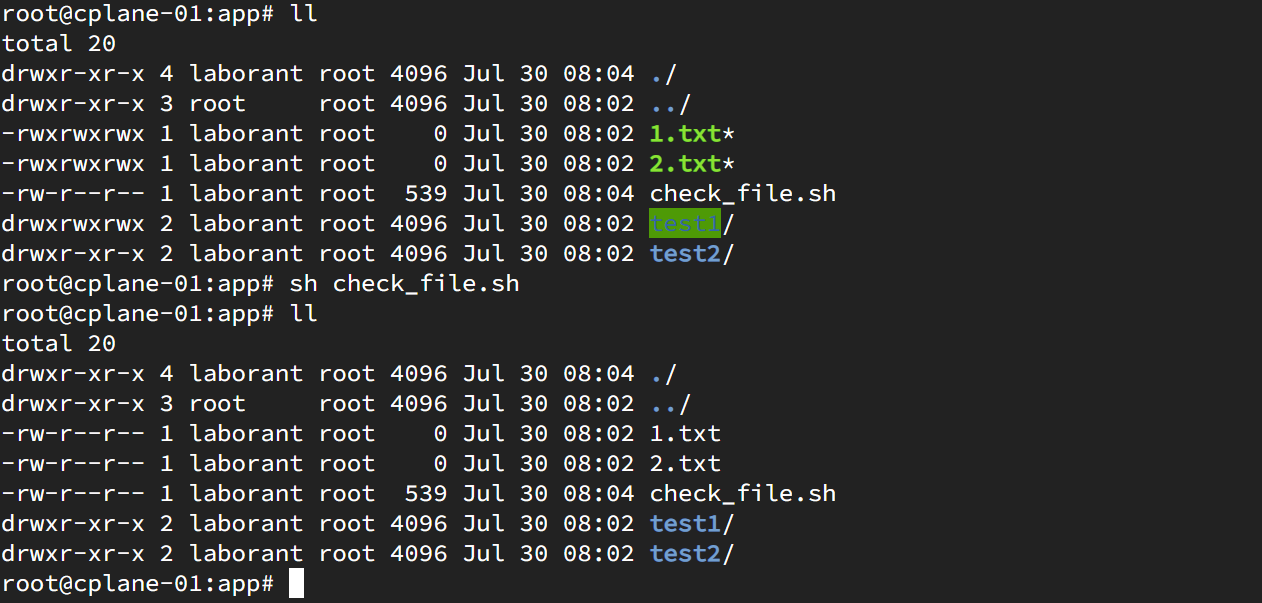 root@cplane-01:app# ll
total 20
drwxr-xr-x 4 laborant root 4096 Jul 30 08:04 ./
drwxr-xr-x 3 root     root 4096 Jul 30 08:02 ../
-rwxrwxrwx 1 laborant root    0 Jul 30 08:02 1.txt*
-rwxrwxrwx 1 laborant root    0 Jul 30 08:02 2.txt*
-rw-r--r-- 1 laborant root  539 Jul 30 08:04 check_file.sh
drwxrwxrwx 2 laborant root 4096 Jul 30 08:02 test1/
drwxr-xr-x 2 laborant root 4096 Jul 30 08:02 test2/
root@cplane-01:app# sh check_file.sh
root@cplane-01:app# ll
total 20
drwxr-xr-x 4 laborant root 4096 Jul 30 08:04 ./
drwxr-xr-x 3 root     root 4096 Jul 30 08:02 ../
-rw-r--r-- 1 laborant root    0 Jul 30 08:02 1.txt
-rw-r--r-- 1 laborant root    0 Jul 30 08:02 2.txt
-rw-r--r-- 1 laborant root  539 Jul 30 08:04 check_file.sh
drwxr-xr-x 2 laborant root 4096 Jul 30 08:02 test1/
drwxr-xr-x 2 laborant root 4096 Jul 30 08:02 test2/
root@cplane-01:app#